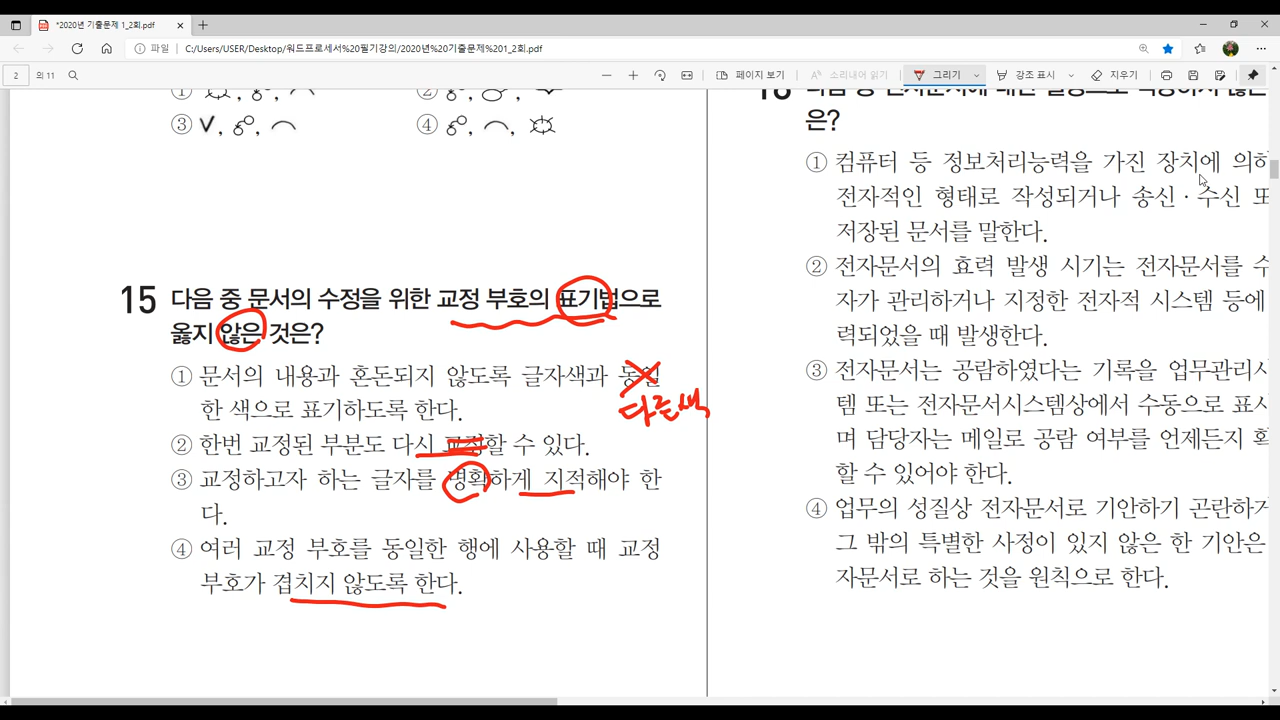 *2020년 기출문제 1_2회.pdf
파일 C:/Users/USER/Desktop/워드프로세서%20필기강의/2020년%20기출문제%201_2회.pdf
2 의 11 페이지 보기 소리내어 읽기 그리기 강조 표시 지우기
① ②
③ ④
15 다음 중 문서의 수정을 위한 교정 부호의 표기법으로
옳지 않은 것은?
① 문서의 내용과 혼돈되지 않도록 글자색과 동일
한 색으로 표기하도록 한다.
다른색
② 한번 교정된 부분도 다시 교정할 수 있다.
③ 교정하고자 하는 글자를 명확하게 지적해야 한
다.
④ 여러 교정 부호를 동일한 행에 사용할 때 교정
부호가 겹치지 않도록 한다.
은?
① 컴퓨터 등 정보처리능력을 가진 장치에 의하
전자적인 형태로 작성되거나 송신·수신 또
저장된 문서를 말한다.
② 전자문서의 효력 발생 시기는 전자문서를 수
자가 관리하거나 지정한 전자적 시스템 등에
력되었을 때 발생한다.
③ 전자문서는 공람하였다는 기록을 업무관리시
템 또는 전자문서시스템상에서 수동으로 표시
며 담당자는 메일로 공람 여부를 언제든지 확
할 수 있어야 한다.
④ 업무의 성질상 전자문서로 기안하기 곤란하거
그 밖의 특별한 사정이 있지 않은 한 기안은
자문서로 하는 것을 원칙으로 한다.